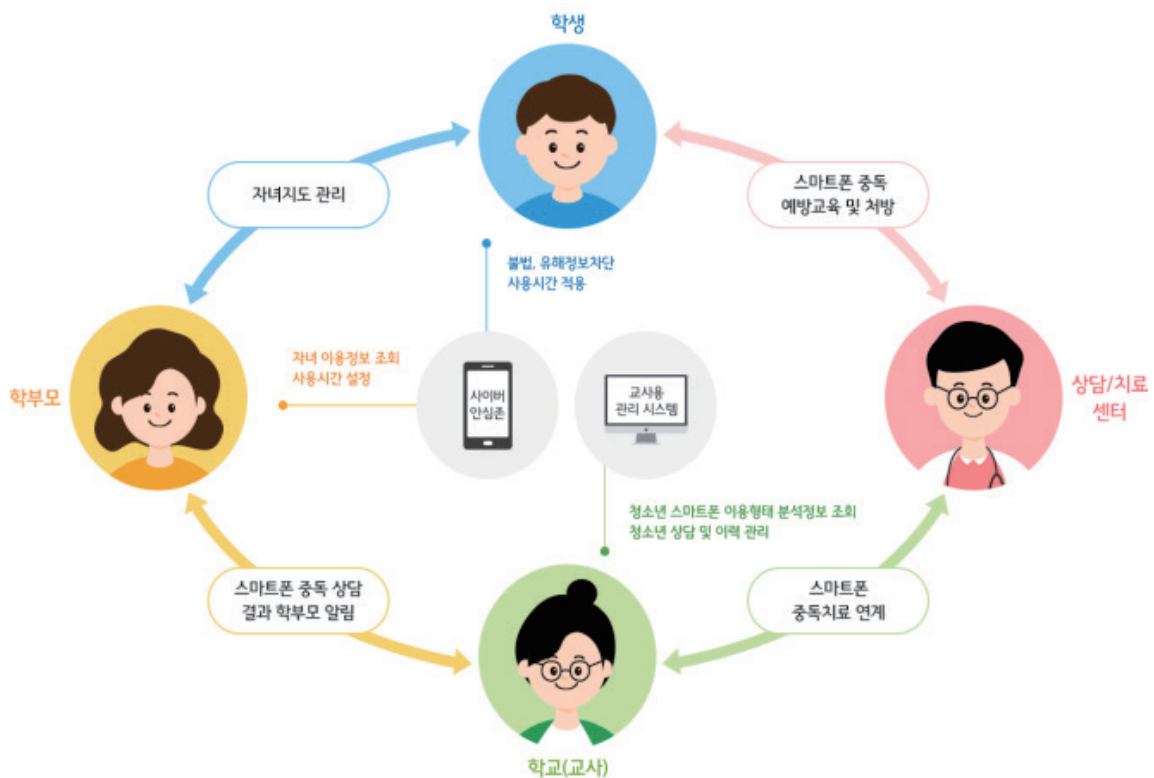 학생
자녀지도 관리
스마트폰 중독
예방교육 및 처방
불법, 유해정보차단
사용시간 적용
자녀 이용정보 조회
사용시간 설정
학부모
사이버
안심존
교사용
관리 시스템
상담/치료
센터
청소년 스마트폰 이용형태 분석정보 조회
청소년 상담 및 이력 관리
스마트폰 중독 상담
결과 학부모 알림
스마트폰
중독치료 연계
학교(교사)